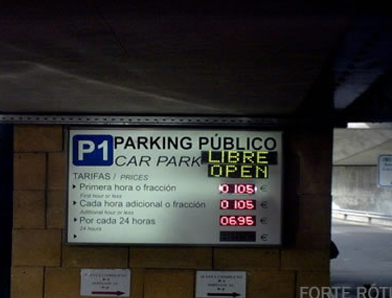 P1 PARKING PÚBLICO
CAR PARK LIBRE
OPEN
TARIFAS / PRICES
Primera hora o fracción 0 105 €
First hour or less
Cada hora adicional o fracción 0 105 €
Additional hour or less
Por cada 24 horas 0695 €
24 hours
€
FORTE RÓT